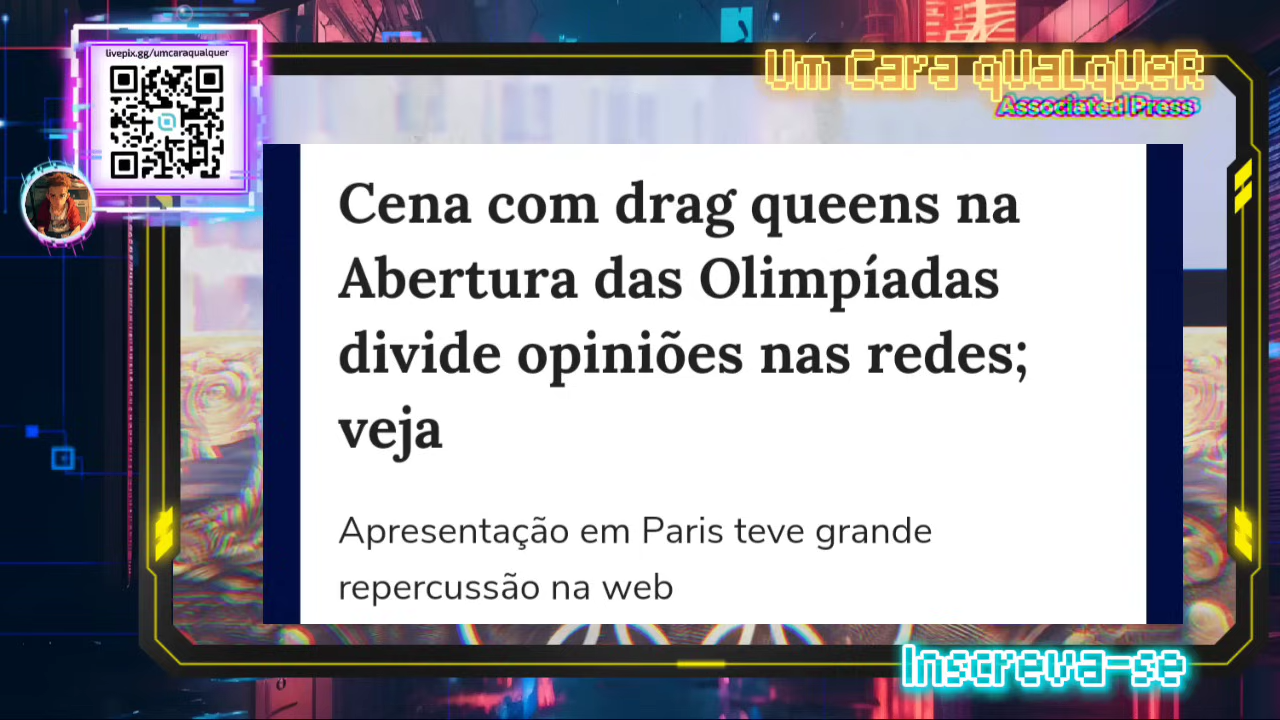 livepix.gg/umcaraqualquer
Um Cara qUaLqUeR
Associated Press
Cena com drag queens na
Abertura das Olimpíadas
divide opiniões nas redes;
veja
Apresentação em Paris teve grande
repercussão na web
Inscreva-se